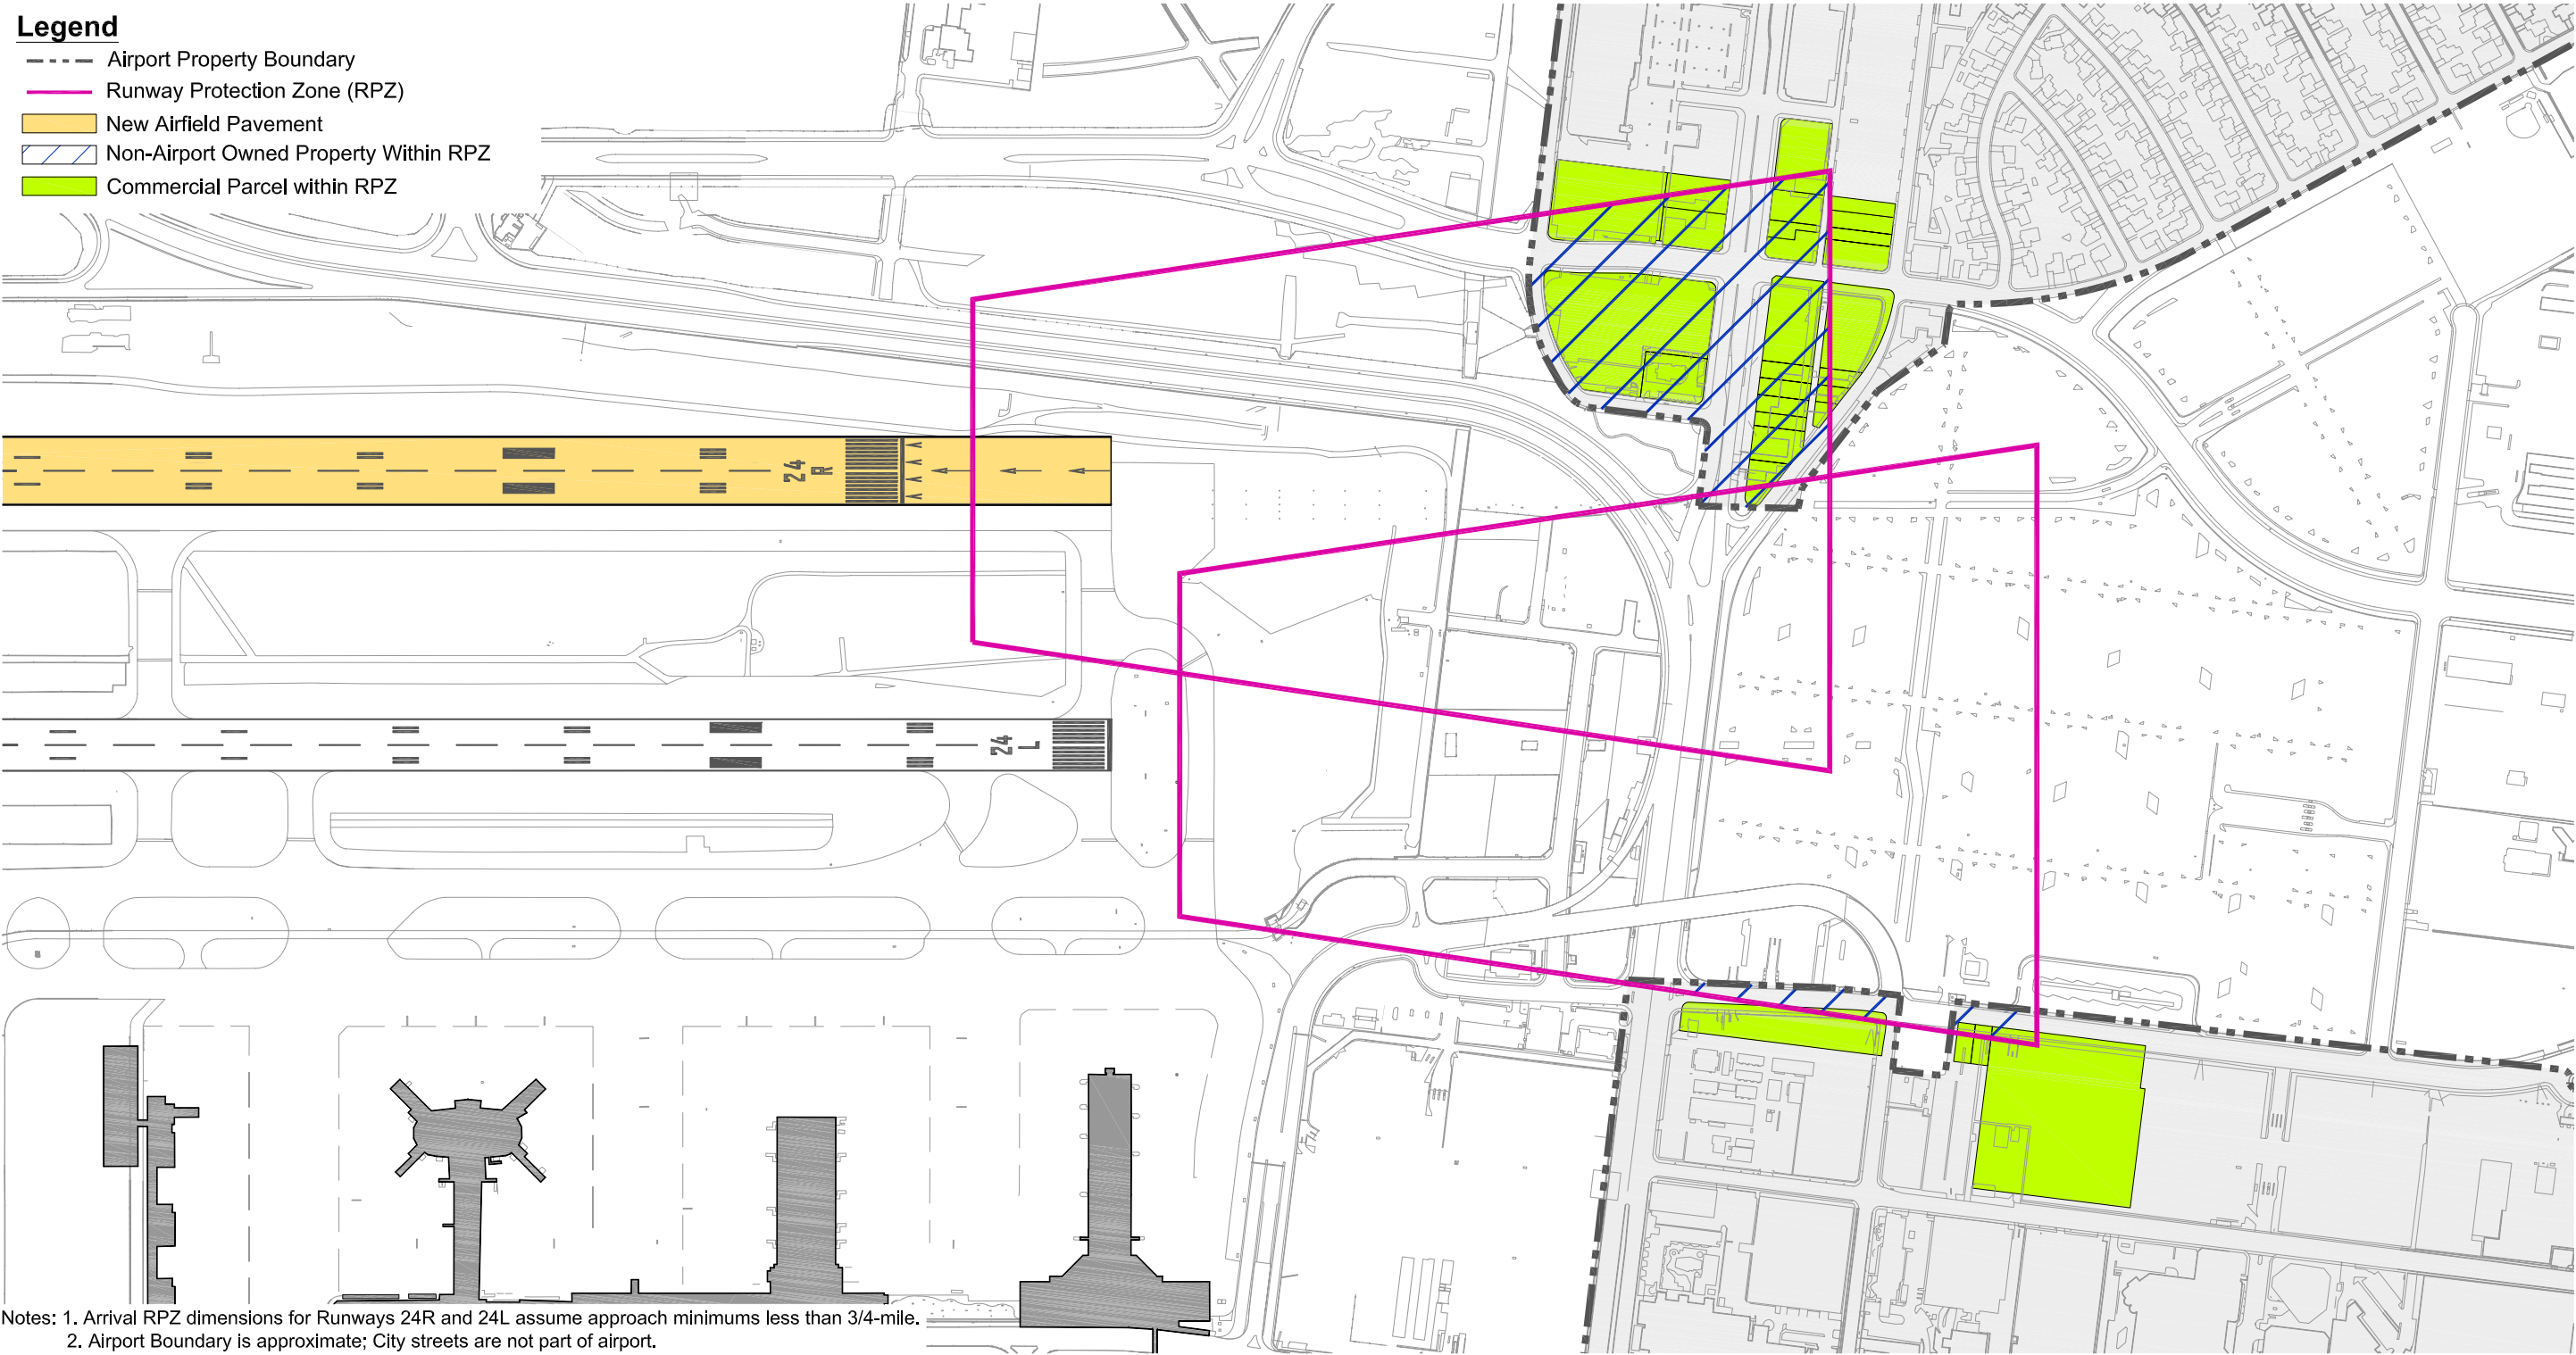 Legend
Airport Property Boundary
Runway Protection Zone (RPZ)
New Airfield Pavement
Non-Airport Owned Property Within RPZ
Commercial Parcel within RPZ
24
R
24
L
Notes: 1. Arrival RPZ dimensions for Runways 24R and 24L assume approach minimums less than 3/4-mile.
2. Airport Boundary is approximate; City streets are not part of airport.